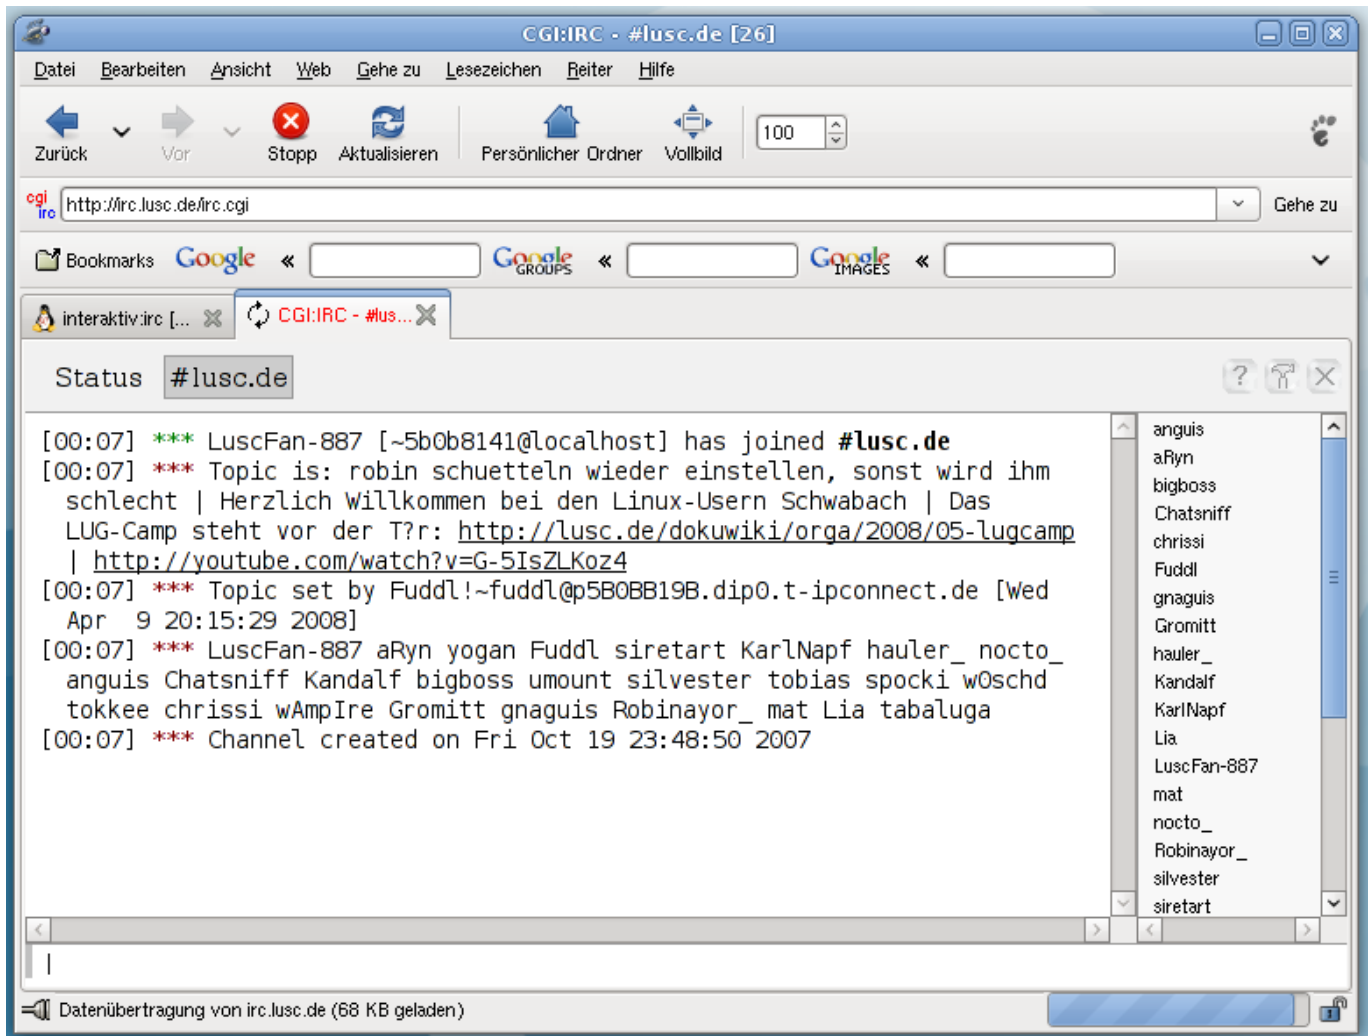 CGI:IRC - #lusc.de [26]
Datei Bearbeiten Ansicht Web Gehe zu Lesezeichen Reiter Hilfe
Zurück Vor Stopp Aktualisieren Persönlicher Ordner Vollbild 100
cgi irc http://irc.lusc.de/irc.cgi Gehe zu
Bookmarks Google « Google GROUPS « Google IMAGES «
interaktiv:irc [... CGI:IRC - #lus...
Status #lusc.de
[00:07] *** LuscFan-887 [~5b0b8141@localhost] has joined #lusc.de
[00:07] *** Topic is: robin schuetteln wieder einstellen, sonst wird ihm
schlecht | Herzlich Willkommen bei den Linux-Usern Schwabach | Das
LUG-Camp steht vor der T?r: http://lusc.de/dokuwiki/orga/2008/05-lugcamp
| http://youtube.com/watch?v=G-5IsZLKoz4
[00:07] *** Topic set by Fuddl!~fuddl@p5B0BB19B.dip0.t-ipconnect.de [Wed
Apr  9 20:15:29 2008]
[00:07] *** LuscFan-887 aRyn yogan Fuddl siretart KarlNapf hauler_ nocto_
anguis Chatsniff Kandalf bigboss umount silvester tobias spocki w0schd
tokkee chrissi wAmpIre Gromitt gnaguis Robinayor_ mat Lia tabaluga
[00:07] *** Channel created on Fri Oct 19 23:48:50 2007
anguis
aRyn
bigboss
Chatsniff
chrissi
Fuddl
gnaguis
Gromitt
hauler_
Kandalf
KarlNapf
Lia
LuscFan-887
mat
nocto_
Robinayor_
silvester
siretart
Datenübertragung von irc.lusc.de (68 KB geladen)